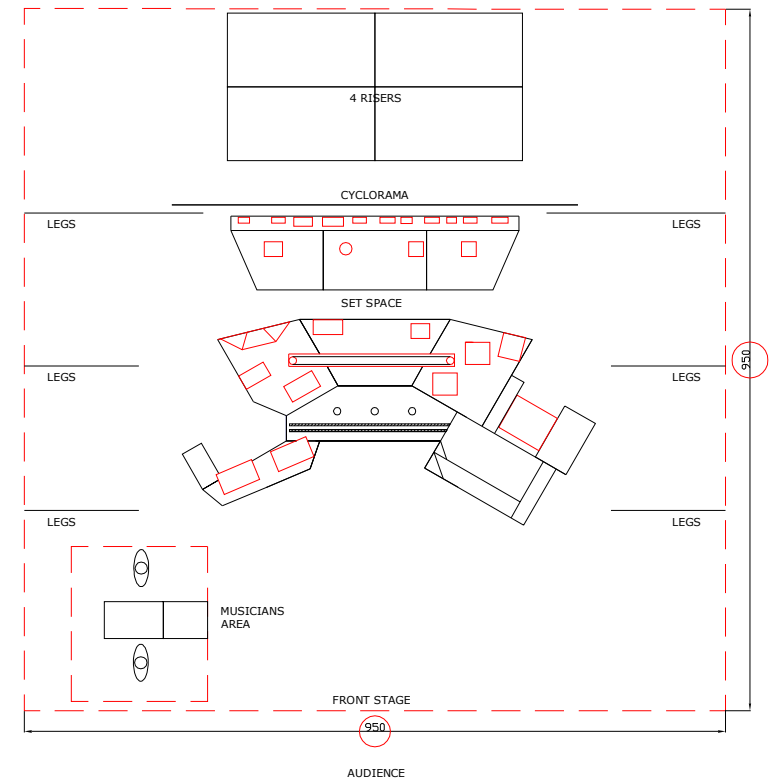 4 RISERS
CYCLORAMA
LEGS
LEGS
SET SPACE
950
LEGS
LEGS
LEGS
LEGS
MUSICIANS
AREA
FRONT STAGE
950
AUDIENCE